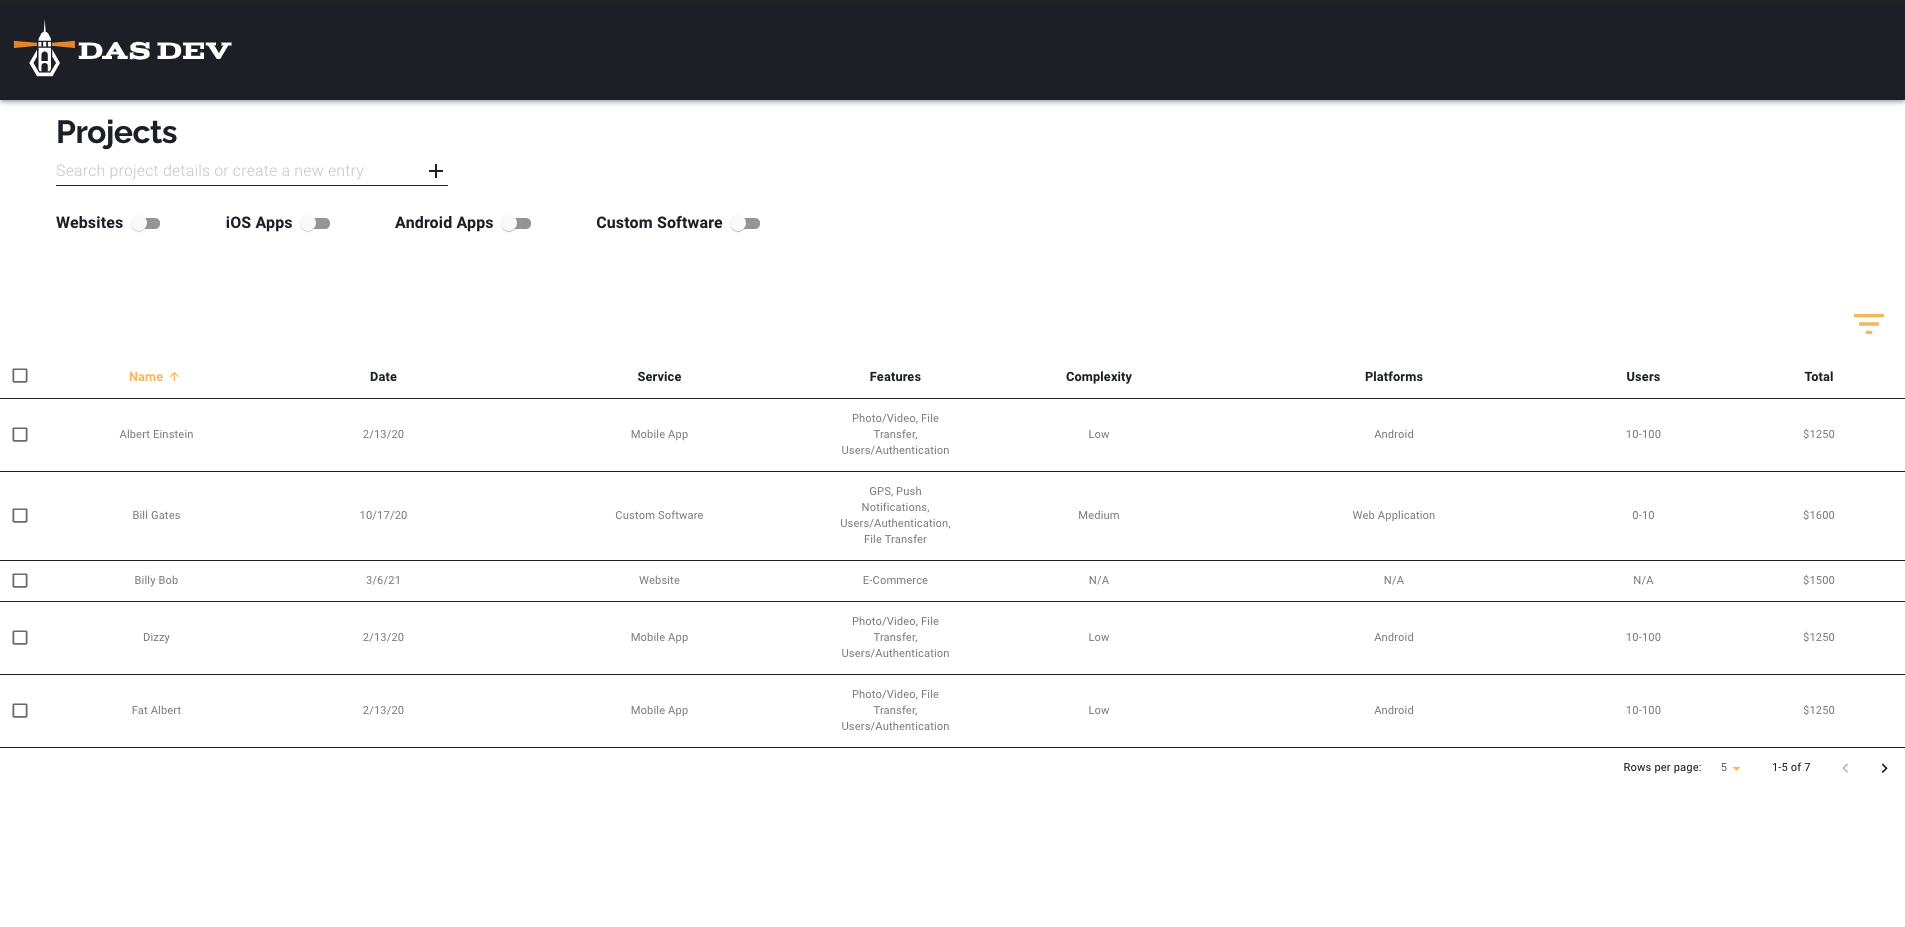 DAS DEV
Projects
Search project details or create a new entry
Websites iOS Apps Android Apps Custom Software
Name Date Service Features Complexity Platforms Users Total
Photo/Video, File
Albert Einstein 2/13/20 Mobile App Transfer, Low Android 10-100 $1250
Users/Authentication
GPS, Push
Notifications,
Bill Gates 10/17/20 Custom Software Medium Web Application 0-10 $1600
Users/Authentication,
File Transfer
Billy Bob 3/6/21 Website E-Commerce N/A N/A N/A $1500
Photo/Video, File
Dizzy 2/13/20 Mobile App Transfer, Low Android 10-100 $1250
Users/Authentication
Photo/Video, File
Fat Albert 2/13/20 Mobile App Transfer, Low Android 10-100 $1250
Users/Authentication
Rows per page: 5 1-5 of 7